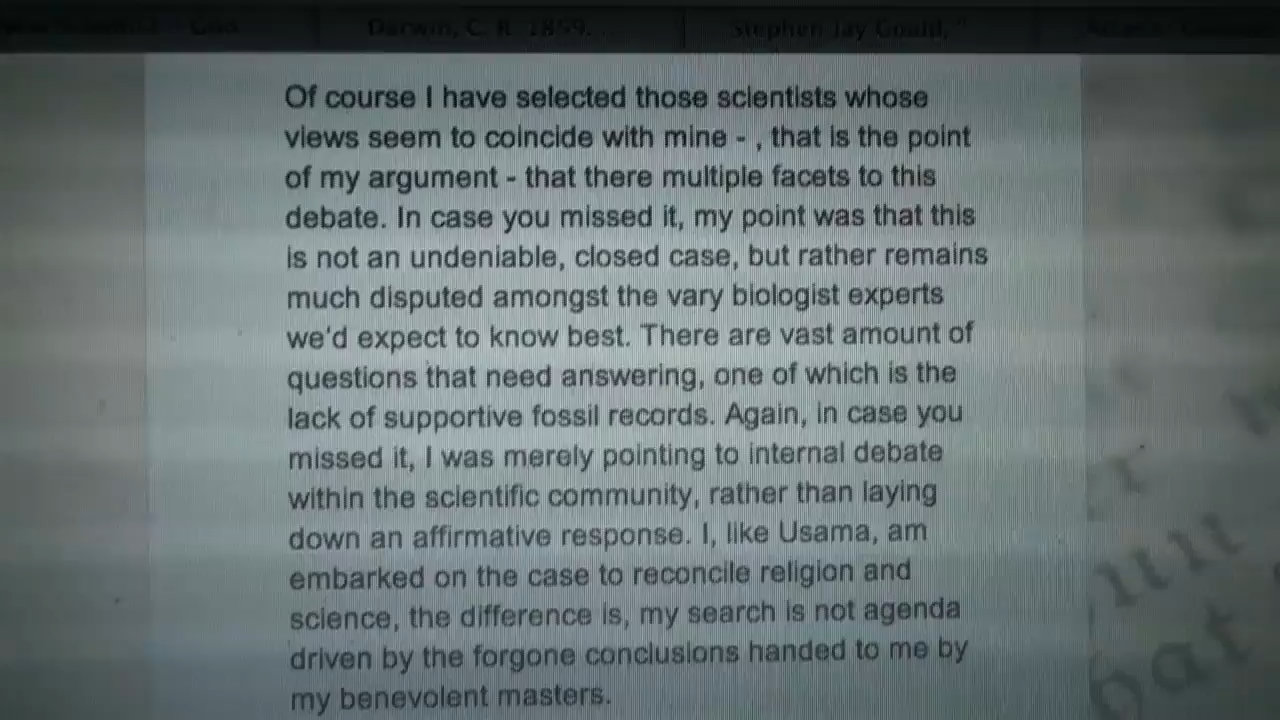 Darwin, C. R. 1859.
Stephen Jay Gould, "
Of course I have selected those scientists whose
views seem to coincide with mine - , that is the point
of my argument - that there multiple facets to this
debate. In case you missed it, my point was that this
is not an undeniable, closed case, but rather remains
much disputed amongst the vary biologist experts
we'd expect to know best. There are vast amount of
questions that need answering, one of which is the
lack of supportive fossil records. Again, in case you
missed it, I was merely pointing to internal debate
within the scientific community, rather than laying
down an affirmative response. I, like Usama, am
embarked on the case to reconcile religion and
science, the difference is, my search is not agenda
driven by the forgone conclusions handed to me by
my benevolent masters.